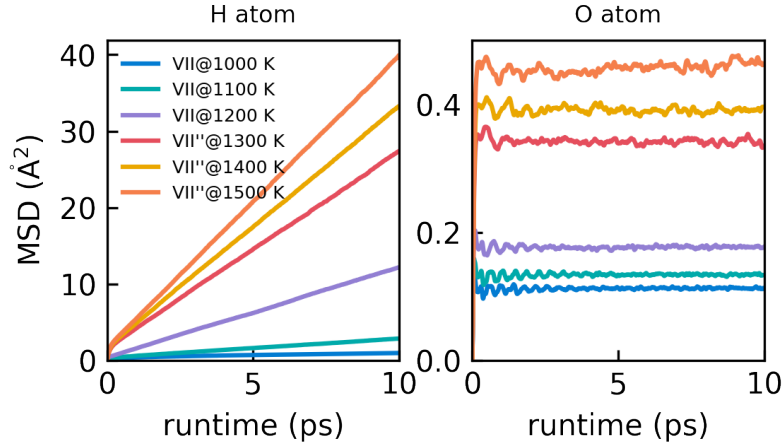 H atom
O atom
MSD (Å²)
40
30
20
10
0
VII@1000 K
VII@1100 K
VII@1200 K
VII''@1300 K
VII''@1400 K
VII''@1500 K
0.4
0.2
0.0
0 5 10
0 5 10
runtime (ps)
runtime (ps)